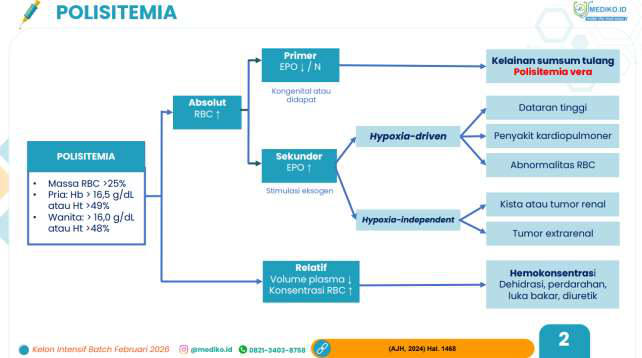 POLISITEMIA
MEDIKO.ID
Primer
EPO ↓ / N
Kongenital atau
didapat
Kelainan sumsum tulang
Polisitemia vera
Absolut
RBC ↑
Dataran tinggi
Hypoxia-driven
Penyakit kardiopulmoner
Abnormalitas RBC
Sekunder
EPO ↑
Stimulasi eksogen
POLISITEMIA
• Massa RBC >25%
• Pria: Hb > 16,5 g/dL
atau Ht >49%
• Wanita: > 16,0 g/dL
atau Ht >48%
Hypoxia-independent
Kista atau tumor renal
Tumor extrarenal
Relatif
Volume plasma ↓
Konsentrasi RBC ↑
Hemokonsentrasi
Dehidrasi, perdarahan,
luka bakar, diuretik
2
Kelon Intensif Batch Februari 2026
@mediko.id
0821-3403-8758
(AJH, 2024) Hal. 1468